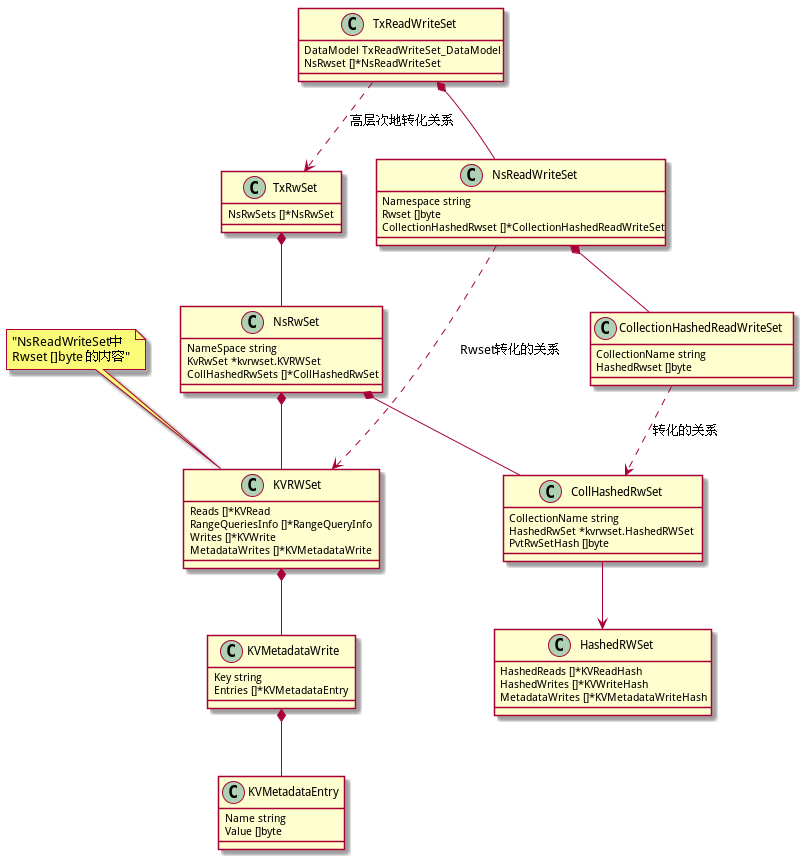 C TxReadWriteSet
DataModel TxReadWriteSet_DataModel
NsRwset []*NsReadWriteSet
高层次地转化关系
C TxRwSet
NsRwSets []*NsRwSet
C NsReadWriteSet
Namespace string
Rwset []byte
CollectionHashedRwset []*CollectionHashedReadWriteSet
"NsReadWriteSet中
Rwset []byte 的内容"
C NsRwSet
NameSpace string
KvRwSet *kvrwset.KVRWSet
CollHashedRwSets []*CollHashedRwSet
Rwset转化的关系
C CollectionHashedReadWriteSet
CollectionName string
HashedRwset []byte
转化的关系
C KVRWSet
Reads []*KVRead
RangeQueriesInfo []*RangeQueryInfo
Writes []*KVWrite
MetadataWrites []*KVMetadataWrite
C CollHashedRwSet
CollectionName string
HashedRwSet *kvrwset.HashedRWSet
PvtRwSetHash []byte
C KVMetadataWrite
Key string
Entries []*KVMetadataEntry
C HashedRWSet
HashedReads []*KVReadHash
HashedWrites []*KVWriteHash
MetadataWrites []*KVMetadataWriteHash
C KVMetadataEntry
Name string
Value []byte